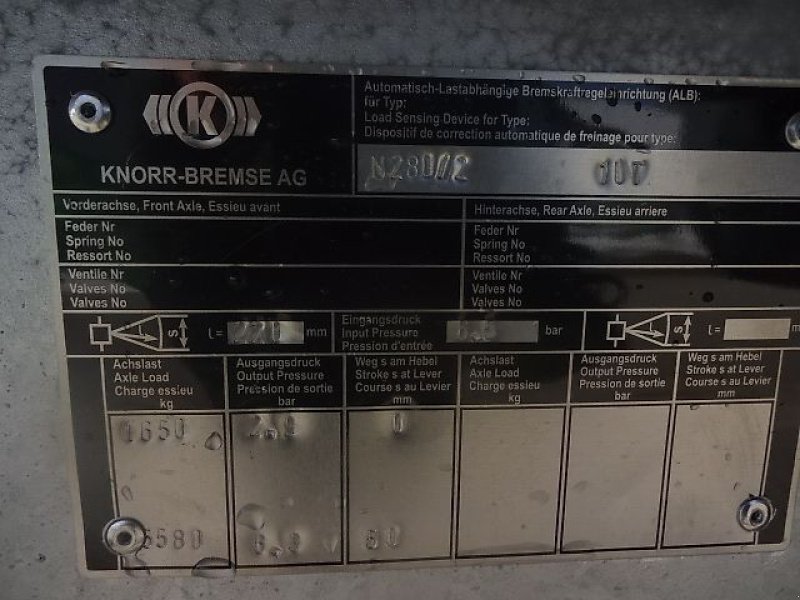 K
KNORR-BREMSE AG
Automatisch-Lastabhängige Bremskraftregeleinrichtung (ALB):
für Typ:
Load Sensing Device for Type:
Dispositif de correction automatique de freinage pour type:
N280/2 10T
Vorderachse, Front Axle, Essieu avant
Hinterachse, Rear Axle, Essieu arriere
Feder Nr
Spring No
Ressort No
Feder Nr
Spring No
Ressort No
Ventile Nr
Valves No
Valves No
Ventile Nr
Valves No
Valves No
L S l = mm
Eingangsdruck
Input Pressure
Pression d'entrée
bar
L S l =
Achslast
Axle Load
Charge essieu
kg
Ausgangsdruck
Output Pressure
Pression de sortie
bar
Weg s am Hebel
Stroke s at Lever
Course s au Levier
mm
Achslast
Axle Load
Charge essieu
kg
Ausgangsdruck
Output Pressure
Pression de sortie
bar
Weg s am Hebel
Stroke s at Lever
Course s au Levier
mm
1650 0
60